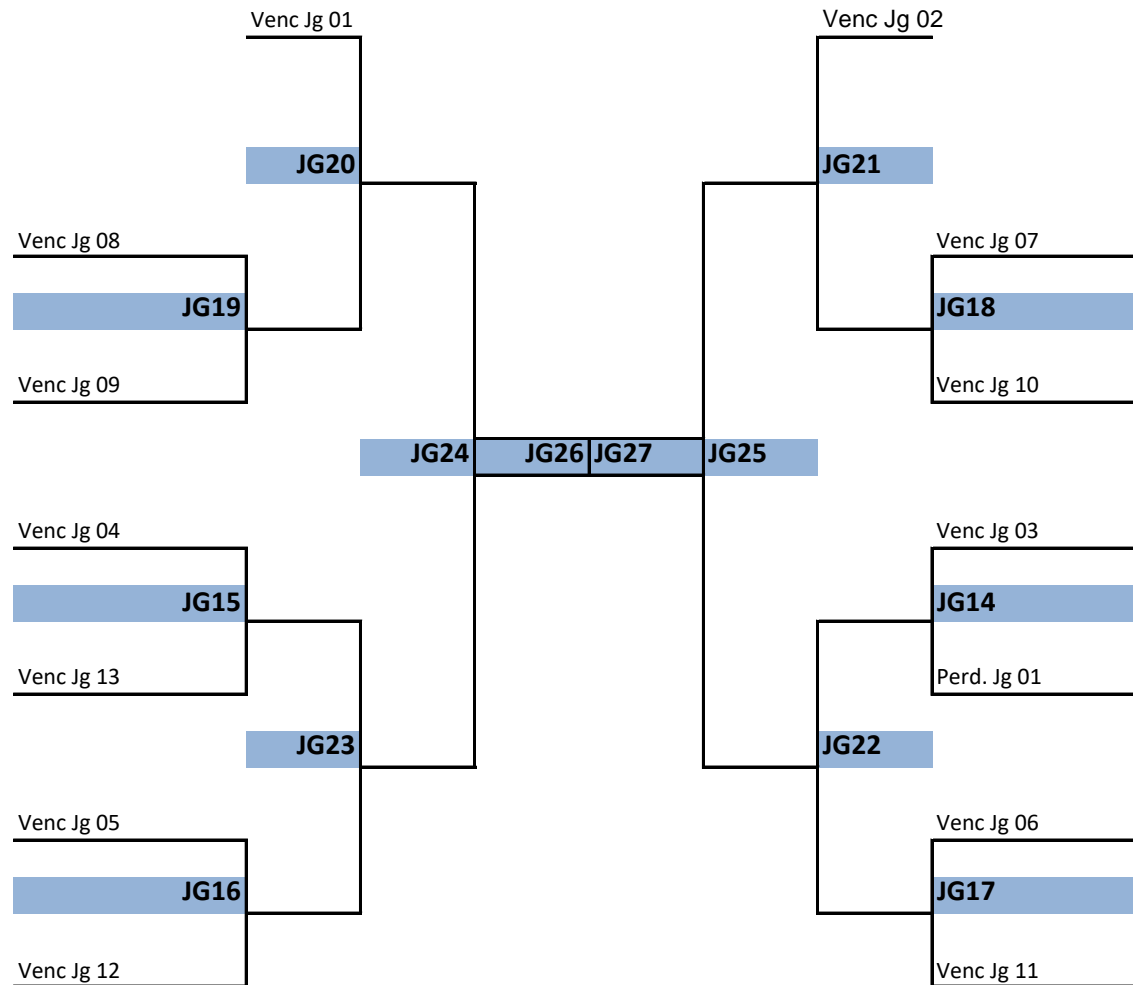 Venc Jg 01
Venc Jg 02
JG20
JG21
Venc Jg 08
Venc Jg 07
JG19
JG18
Venc Jg 09
Venc Jg 10
JG24
JG26
JG27
JG25
Venc Jg 04
Venc Jg 03
JG15
JG14
Venc Jg 13
Perd. Jg 01
JG23
JG22
Venc Jg 05
Venc Jg 06
JG16
JG17
Venc Jg 12
Venc Jg 11